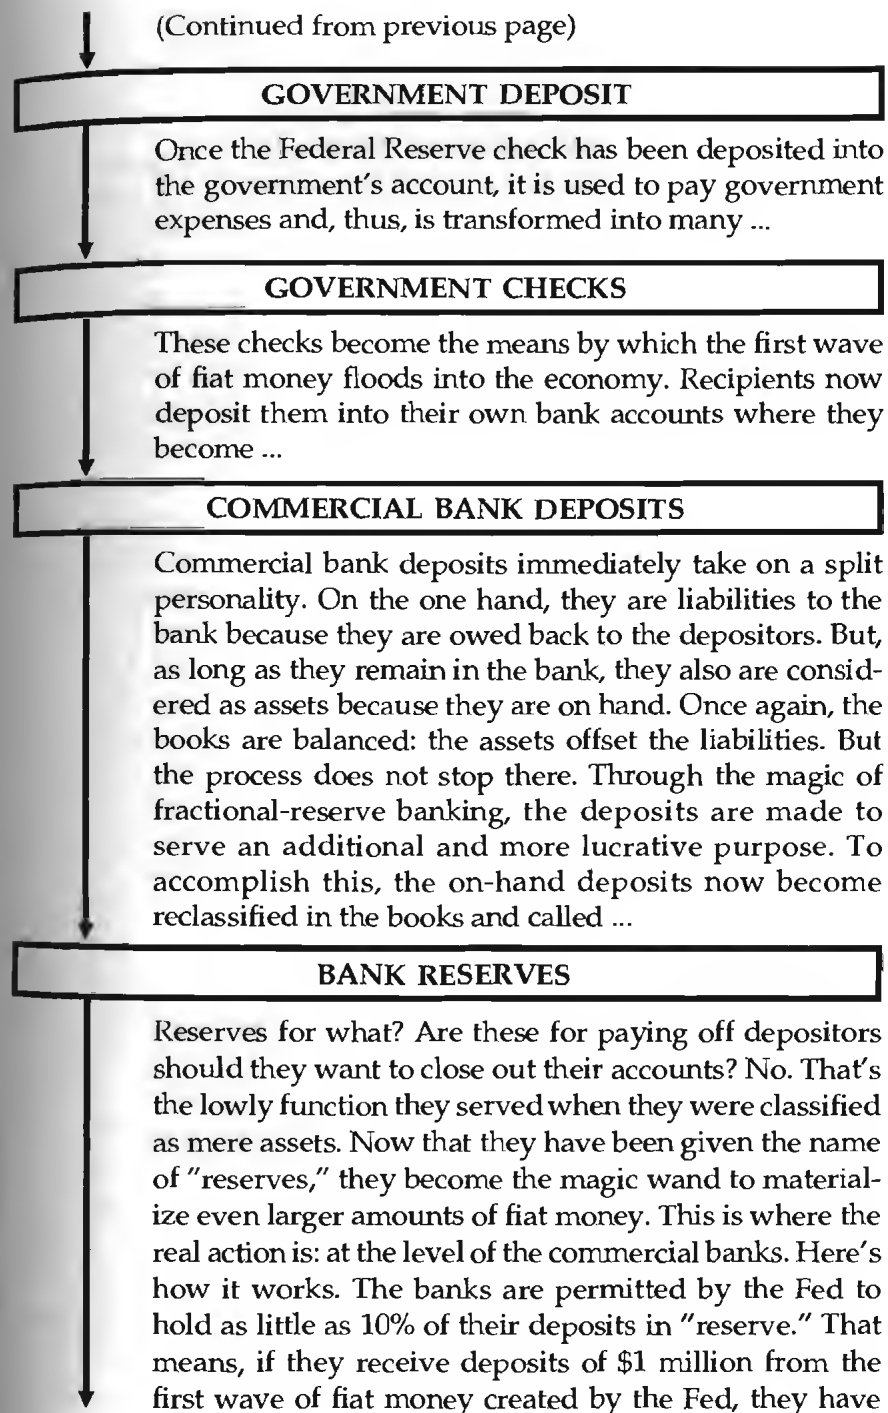 (Continued from previous page)
GOVERNMENT DEPOSIT
Once the Federal Reserve check has been deposited into
the government's account, it is used to pay government
expenses and, thus, is transformed into many ...
GOVERNMENT CHECKS
These checks become the means by which the first wave
of fiat money floods into the economy. Recipients now
deposit them into their own bank accounts where they
become ...
COMMERCIAL BANK DEPOSITS
Commercial bank deposits immediately take on a split
personality. On the one hand, they are liabilities to the
bank because they are owed back to the depositors. But,
as long as they remain in the bank, they also are consid-
ered as assets because they are on hand. Once again, the
books are balanced: the assets offset the liabilities. But
the process does not stop there. Through the magic of
fractional-reserve banking, the deposits are made to
serve an additional and more lucrative purpose. To
accomplish this, the on-hand deposits now become
reclassified in the books and called ...
BANK RESERVES
Reserves for what? Are these for paying off depositors
should they want to close out their accounts? No. That's
the lowly function they served when they were classified
as mere assets. Now that they have been given the name
of "reserves," they become the magic wand to material-
ize even larger amounts of fiat money. This is where the
real action is: at the level of the commercial banks. Here's
how it works. The banks are permitted by the Fed to
hold as little as 10% of their deposits in "reserve." That
means, if they receive deposits of $1 million from the
first wave of fiat money created by the Fed, they have